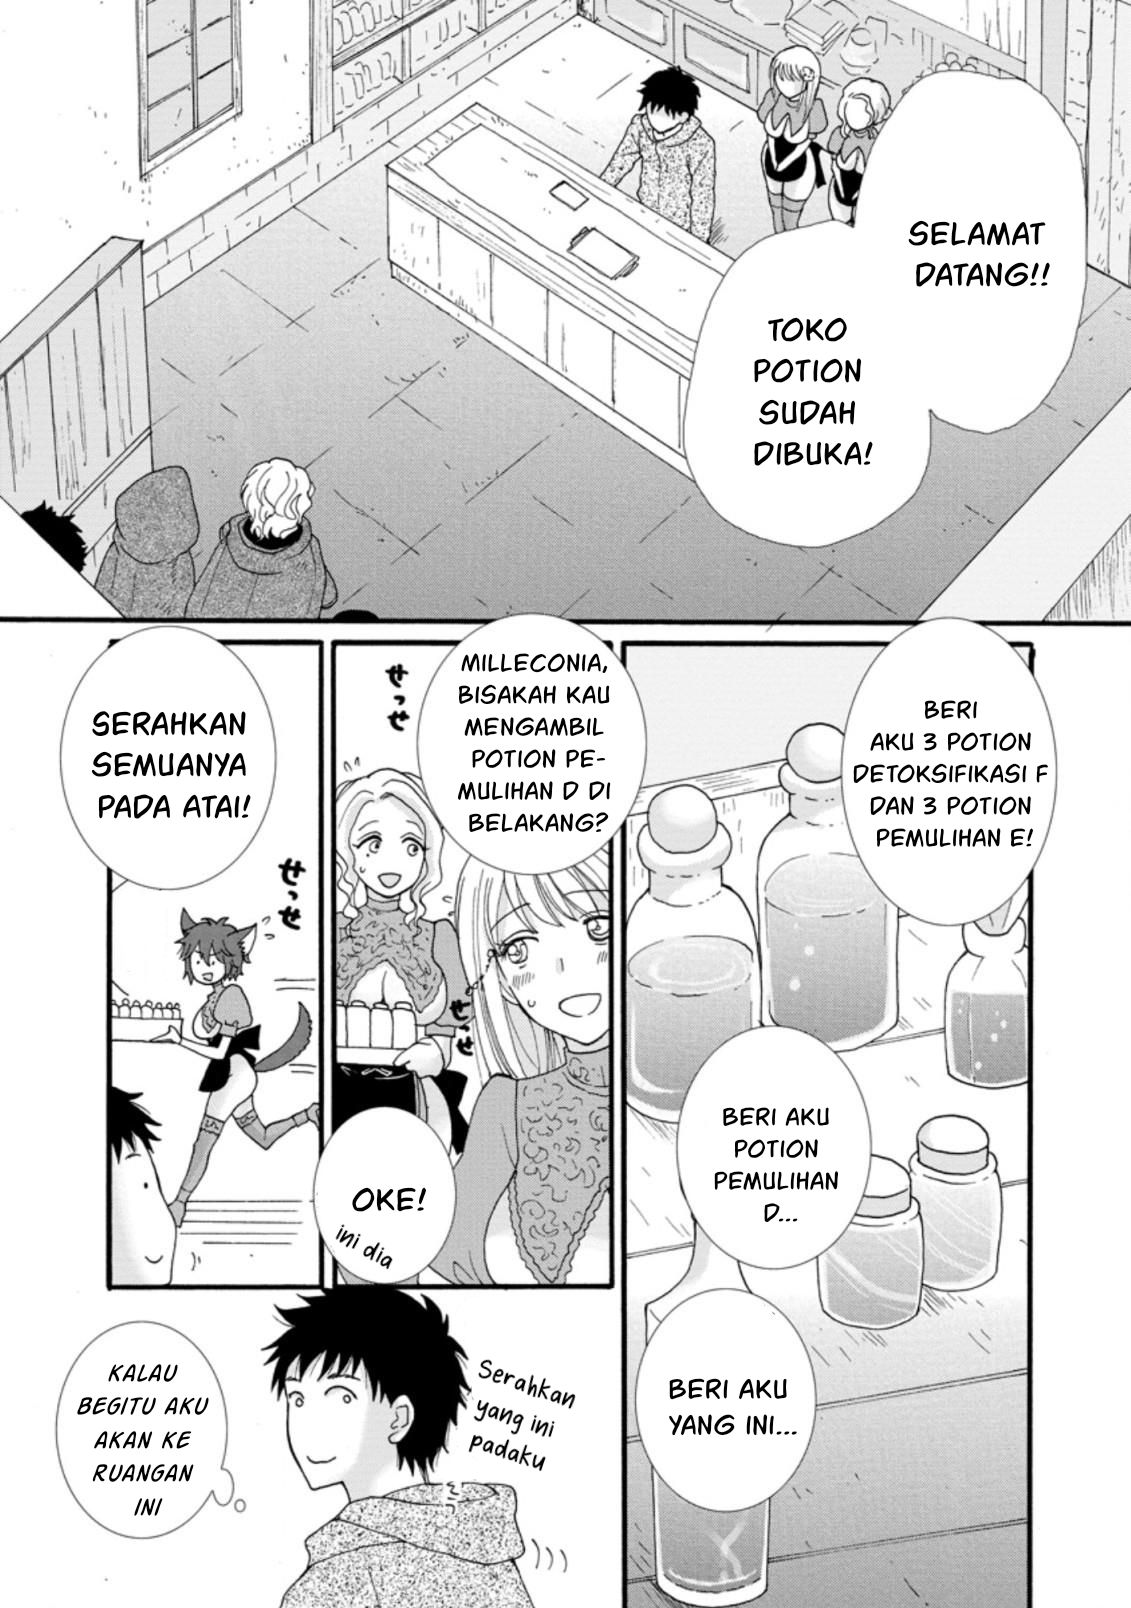 SELAMAT
DATANG!!
TOKO
POTION
SUDAH
DIBUKA!
BERI
AKU 3 POTION
DETOKSIFIKASI F
DAN 3 POTION
PEMULIHAN E!
BERI AKU
POTION
PEMULIHAN
D...
BERI AKU
YANG INI...
MILLECONIA,
BISAKAH KAU
MENGAMBIL
POTION PE-
MULIHAN D DI
BELAKANG?
せっせ
せっせ
OKE!
ini dia
SERAHKAN
SEMUANYA
PADA ATAI!
せっせ
Serahkan
yang ini
padaku
KALAU
BEGITU AKU
AKAN KE
RUANGAN
INI